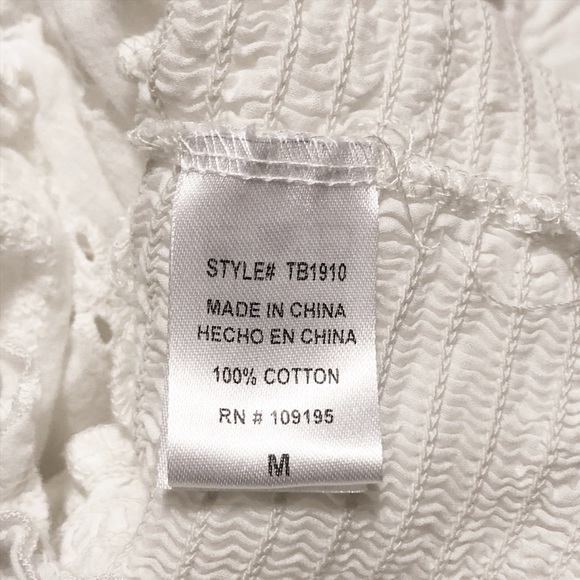 STYLE# TB1910
MADE IN CHINA
HECHO EN CHINA
100% COTTON
RN # 109195
M